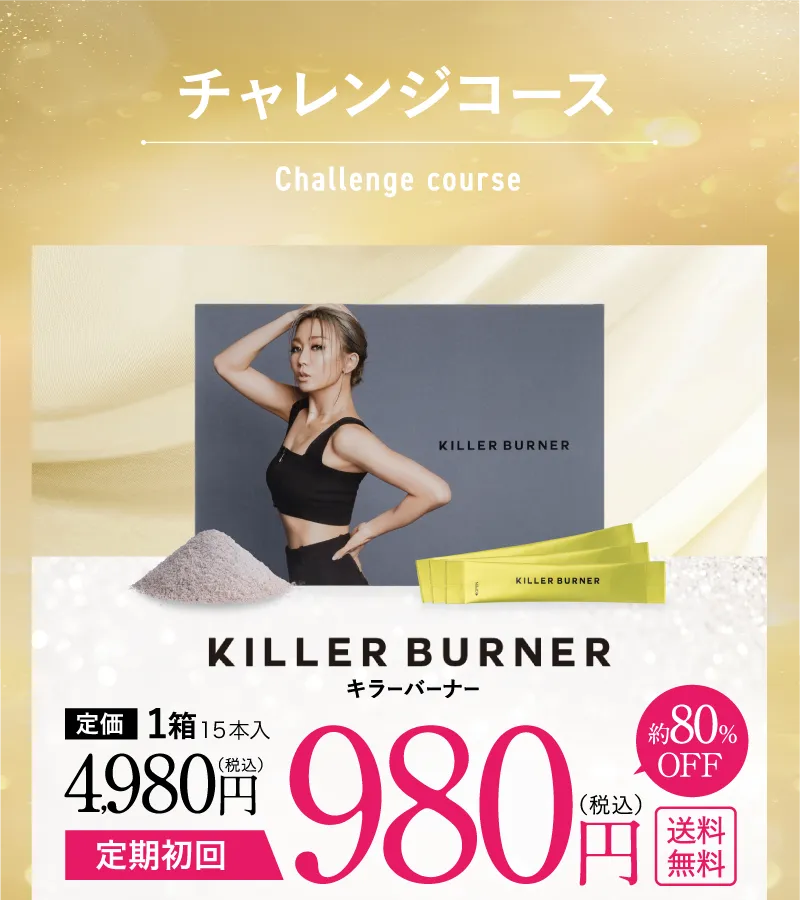 チャレンジコース
Challenge course
KILLER BURNER
KILLER BURNER
KILLER BURNER
キラーバーナー
定価 1箱 15本入
4,980円(税込)
定期初回
980円(税込)
約80%
OFF
送料
無料